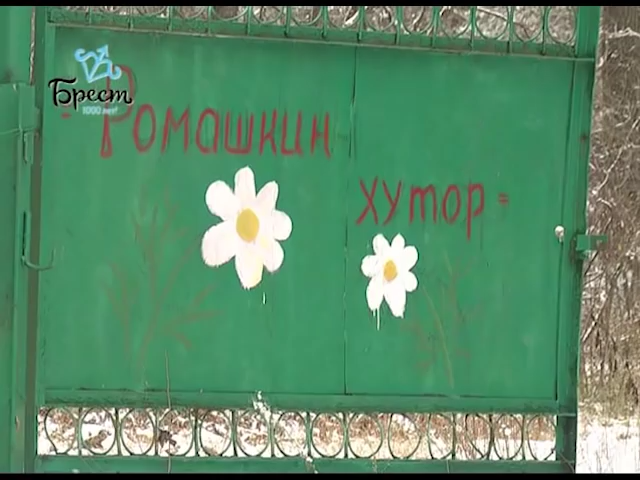 Брест
1000 лет!
- Ромашкин
хутор =